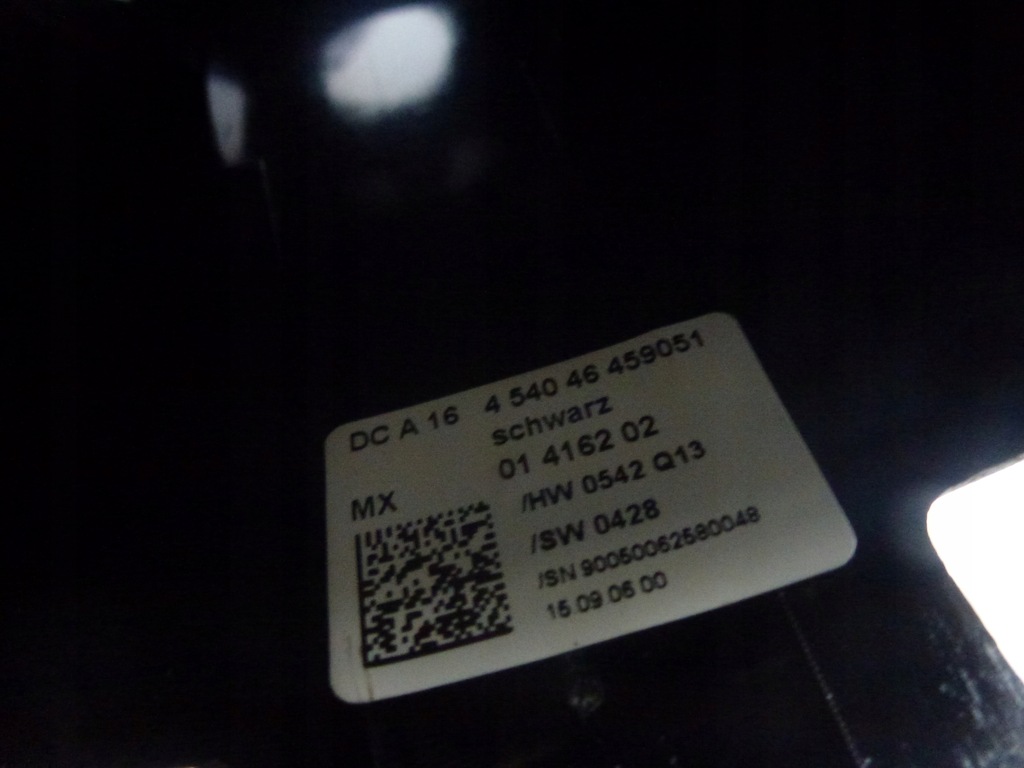 DC A 16 4 540 46 459051
schwarz
01 4162 02
MX
/HW 0542 Q13
/SW 0428
/SN 90050062580048
15 09 06 00